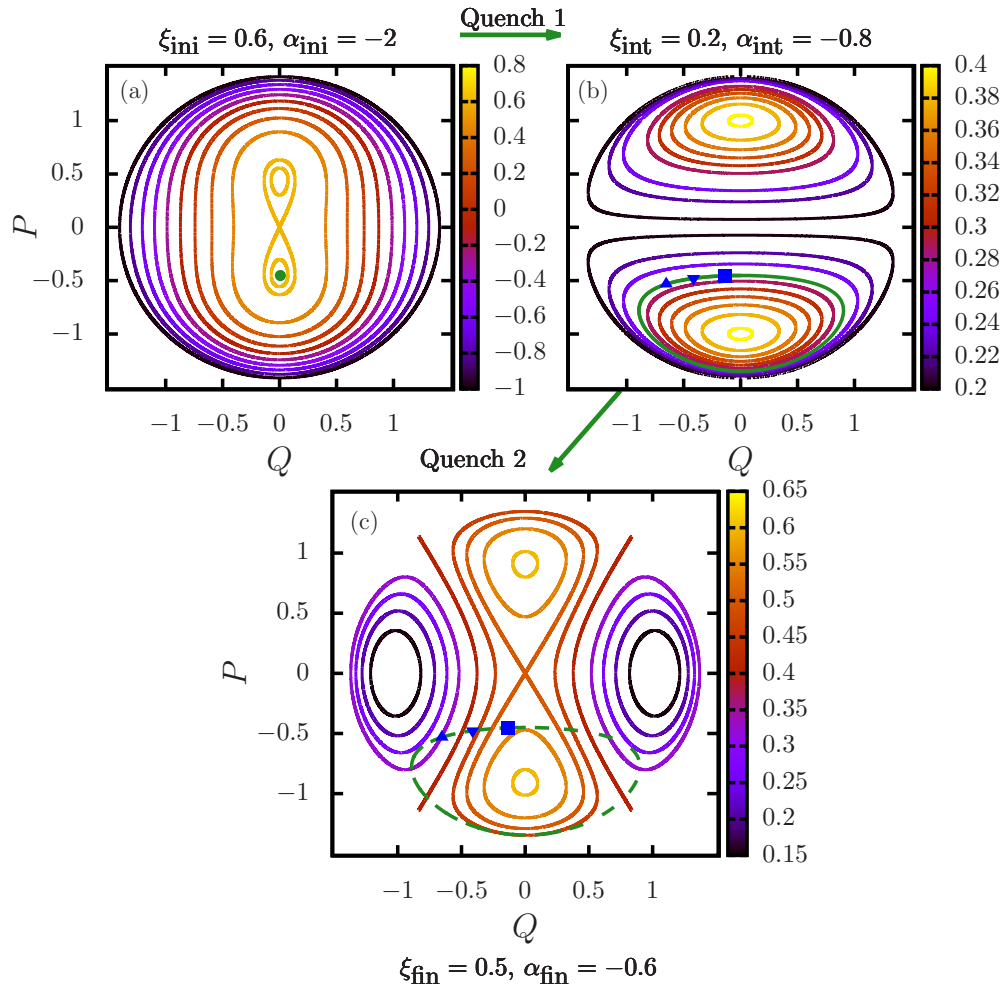 Quench 1
ξini = 0.6, αini = −2
ξint = 0.2, αint = −0.8
(a)
(b)
P
1
0.5
0
−0.5
−1
−1 −0.5 0 0.5 1
Q
0.8
0.6
0.4
0.2
0
−0.2
−0.4
−0.6
−0.8
−1
−1 −0.5 0 0.5 1
Q
0.4
0.38
0.36
0.34
0.32
0.3
0.28
0.26
0.24
0.22
0.2
Quench 2
(c)
P
1
0.5
0
−0.5
−1
−1 −0.5 0 0.5 1
Q
0.65
0.6
0.55
0.5
0.45
0.4
0.35
0.3
0.25
0.2
0.15
ξfin = 0.5, αfin = −0.6